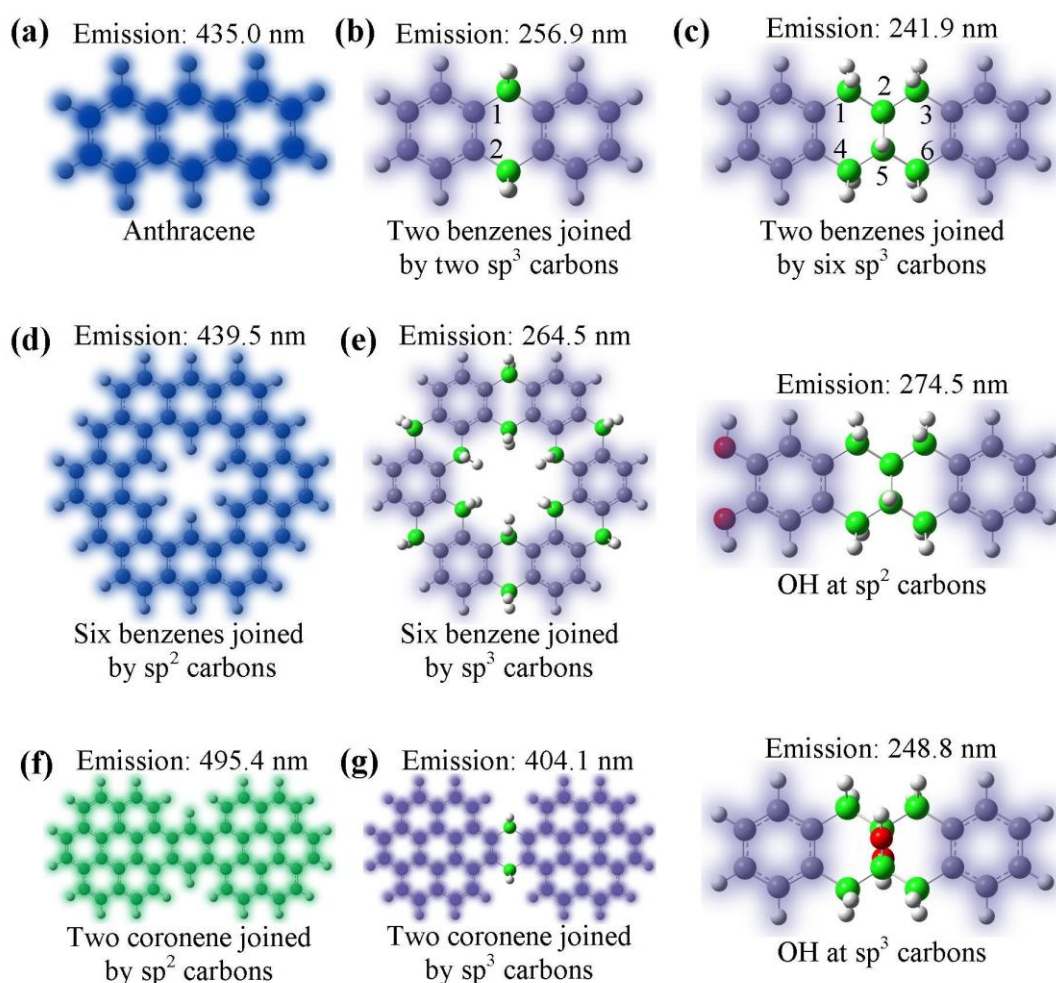 (a) Emission: 435.0 nm
1
2
Anthracene
(b) Emission: 256.9 nm
1
2
Two benzenes joined
by two sp³ carbons
(c) Emission: 241.9 nm
2
1
3
4
6
5
Two benzenes joined
by six sp³ carbons
(d) Emission: 439.5 nm
Six benzenes joined
by sp² carbons
(e) Emission: 264.5 nm
Six benzene joined
by sp³ carbons
Emission: 274.5 nm
OH at sp² carbons
(f) Emission: 495.4 nm
Two coronene joined
by sp² carbons
(g) Emission: 404.1 nm
Two coronene joined
by sp³ carbons
Emission: 248.8 nm
OH at sp³ carbons